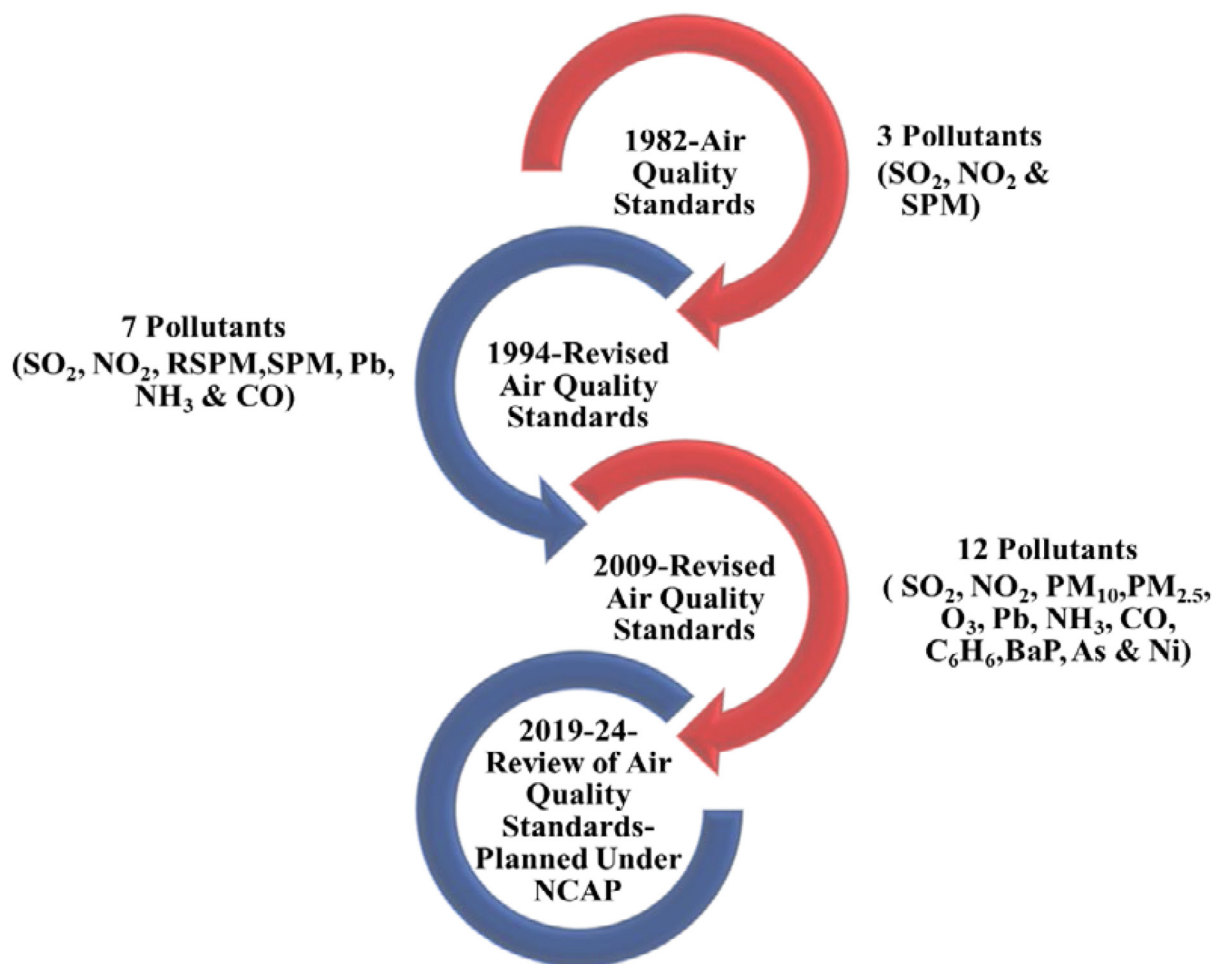 1982-Air
Quality
Standards
3 Pollutants
(SO₂, NO₂ &
SPM)
7 Pollutants
(SO₂, NO₂, RSPM,SPM, Pb,
NH₃ & CO)
1994-Revised
Air Quality
Standards
2009-Revised
Air Quality
Standards
12 Pollutants
( SO₂, NO₂, PM₁₀,PM₂.₅,
O₃, Pb, NH₃, CO,
C₆H₆,BaP, As & Ni)
2019-24-
Review of Air
Quality
Standards-
Planned Under
NCAP